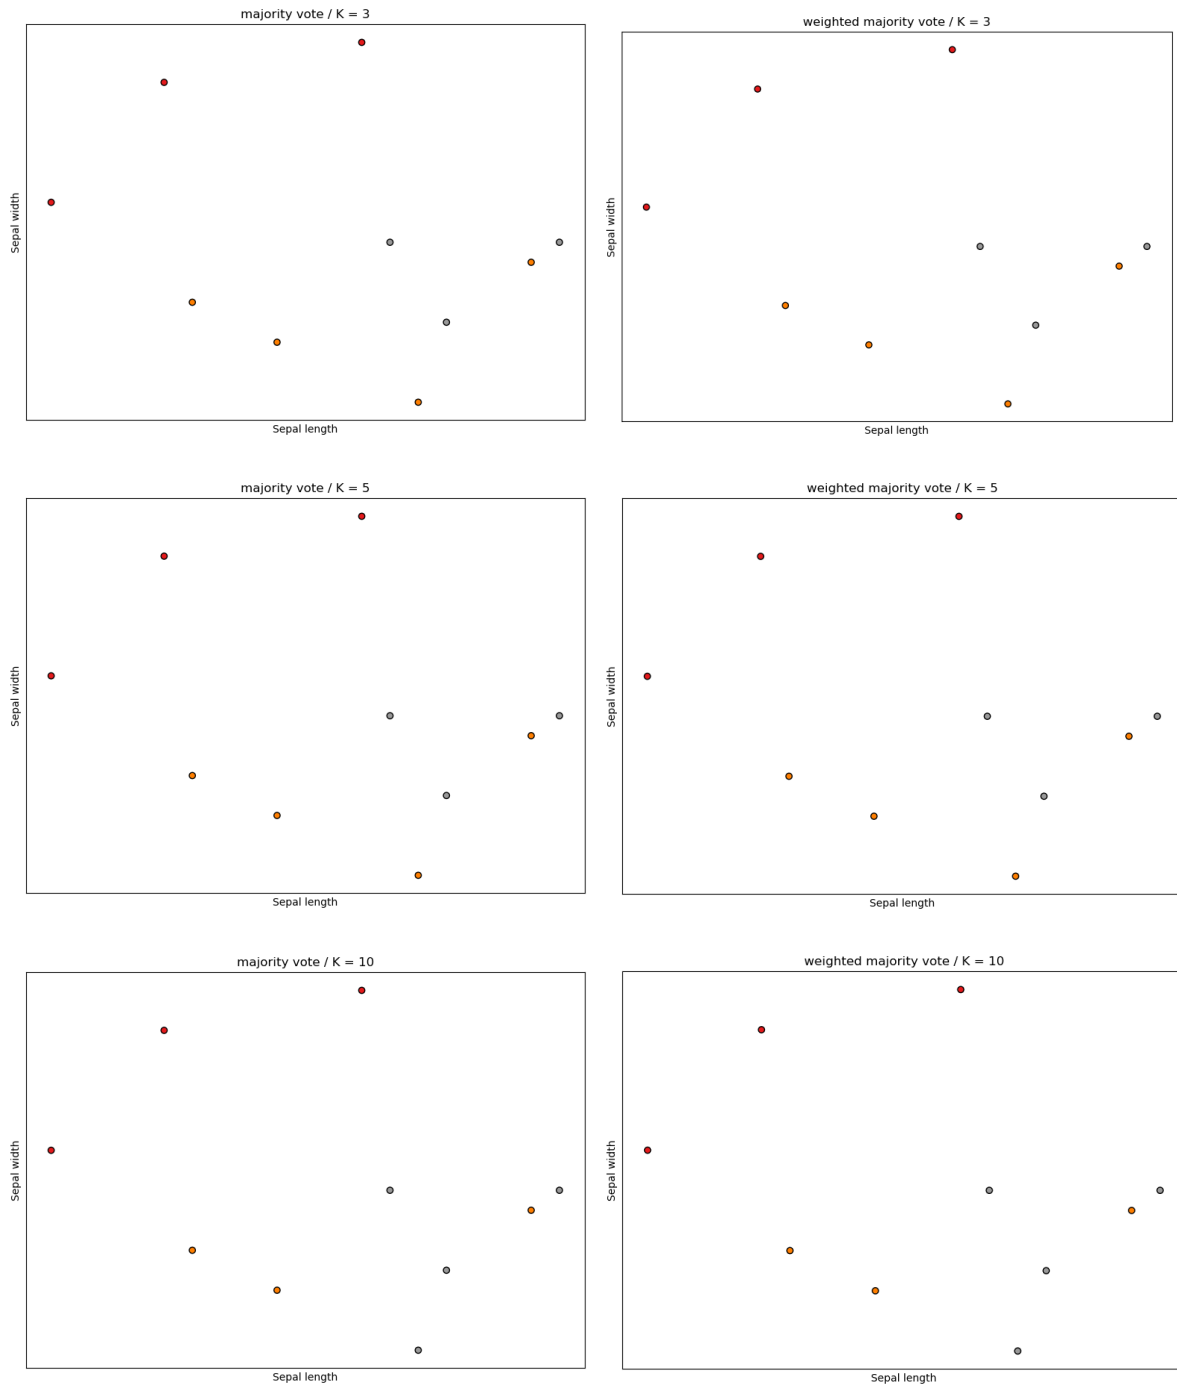 majority vote / K = 3
Sepal width
Sepal length
weighted majority vote / K = 3
Sepal width
Sepal length
majority vote / K = 5
Sepal width
Sepal length
weighted majority vote / K = 5
Sepal width
Sepal length
majority vote / K = 10
Sepal width
Sepal length
weighted majority vote / K = 10
Sepal width
Sepal length